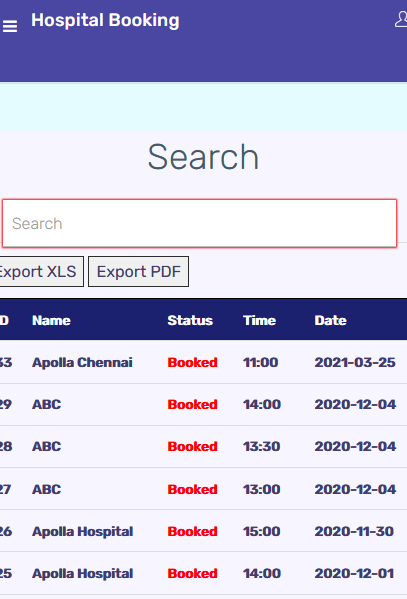 Hospital Booking
Search
Search
Export XLS Export PDF
ID Name Status Time Date
33 Apolla Chennai Booked 11:00 2021-03-25
29 ABC Booked 14:00 2020-12-04
28 ABC Booked 13:30 2020-12-04
27 ABC Booked 13:00 2020-12-04
26 Apolla Hospital Booked 15:00 2020-11-30
25 Apolla Hospital Booked 14:00 2020-12-01